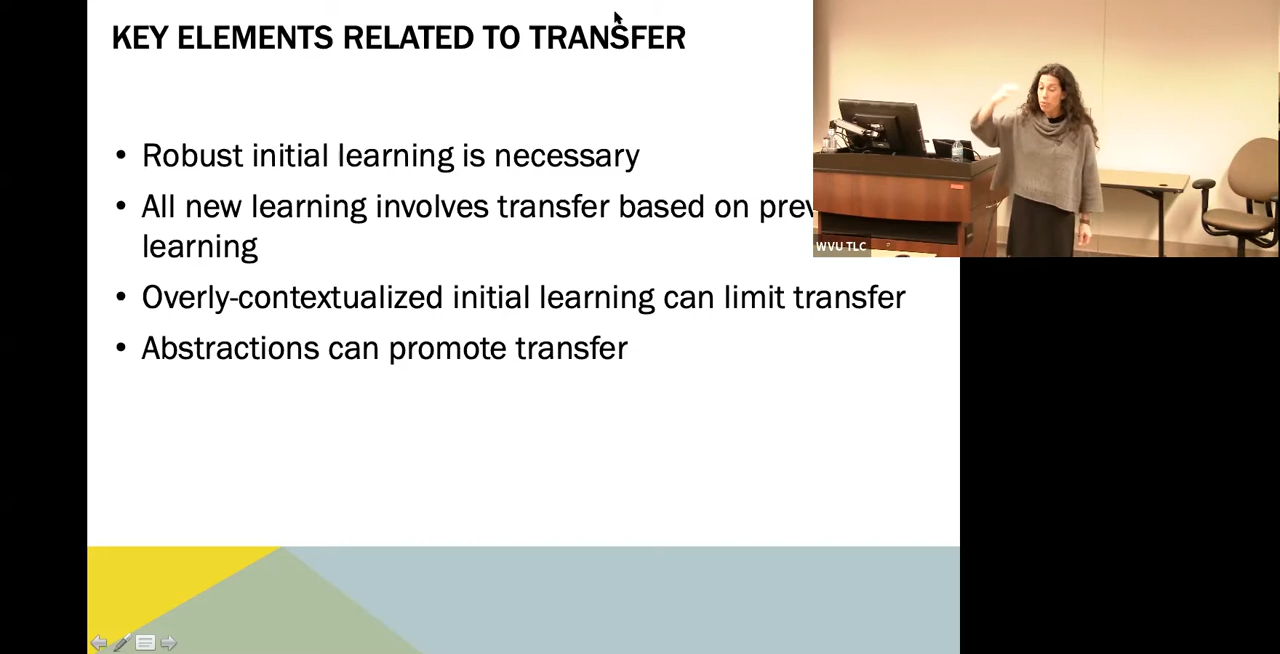 KEY ELEMENTS RELATED TO TRANSFER
• Robust initial learning is necessary
• All new learning involves transfer based on
learning
• Overly-contextualized initial learning can limit transfer
• Abstractions can promote transfer
WVU TLC